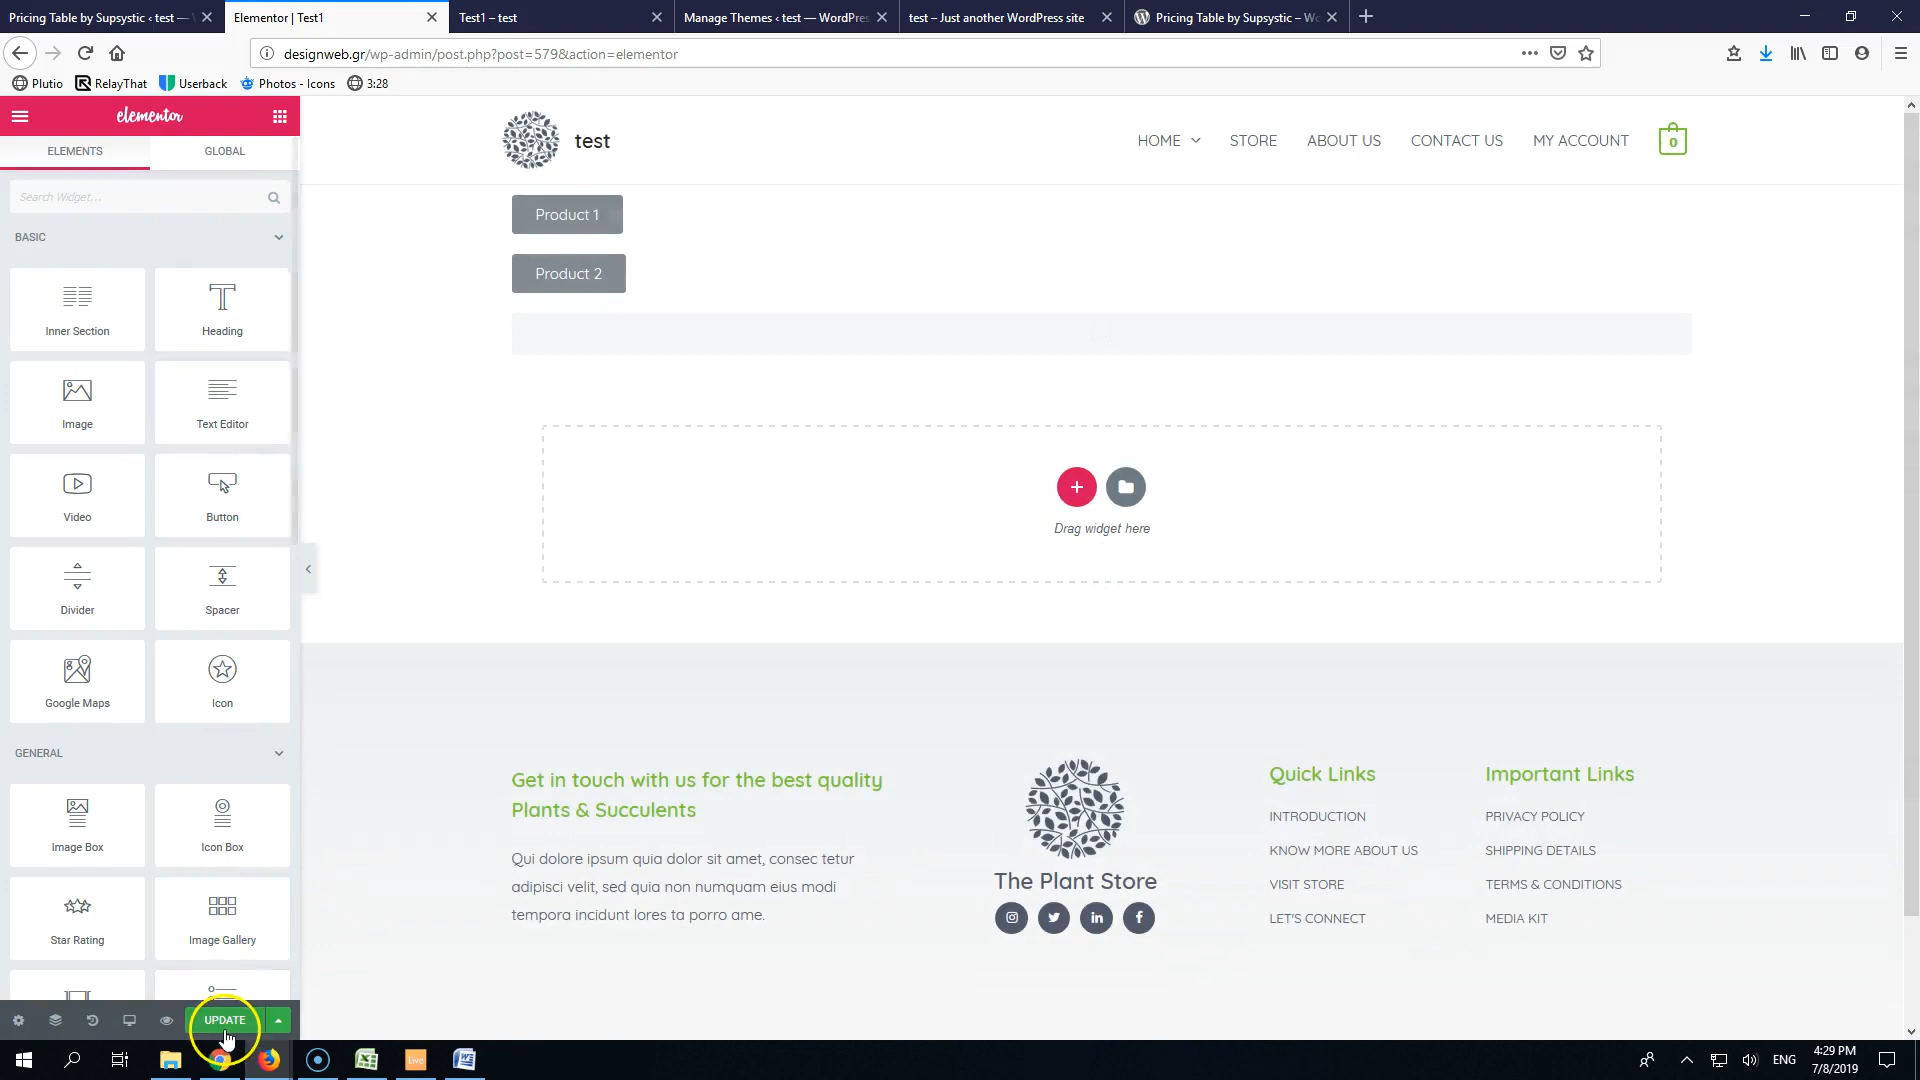 Pricing Table by Supsystic ‹ test —
Elementor | Test1
Test1 – test
Manage Themes ‹ test — WordPres
test – Just another WordPress site
Pricing Table by Supsystic – Wo
designweb.gr/wp-admin/post.php?post=579&action=elementor
Plutio
RelayThat
Userback
Photos - Icons
3:28
elementor
ELEMENTS
GLOBAL
Search Widget...
BASIC
Inner Section
Heading
Image
Text Editor
Video
Button
Divider
Spacer
Google Maps
Icon
GENERAL
Image Box
Icon Box
Star Rating
Image Gallery
UPDATE
test
HOME
STORE
ABOUT US
CONTACT US
MY ACCOUNT
0
Product 1
Product 2
Drag widget here
Get in touch with us for the best quality
Plants & Succulents
Qui dolore ipsum quia dolor sit amet, consec tetur
adipisci velit, sed quia non numquam eius modi
tempora incidunt lores ta porro ame.
The Plant Store
Quick Links
INTRODUCTION
KNOW MORE ABOUT US
VISIT STORE
LET'S CONNECT
Important Links
PRIVACY POLICY
SHIPPING DETAILS
TERMS & CONDITIONS
MEDIA KIT
Live
ENG
4:29 PM
7/8/2019